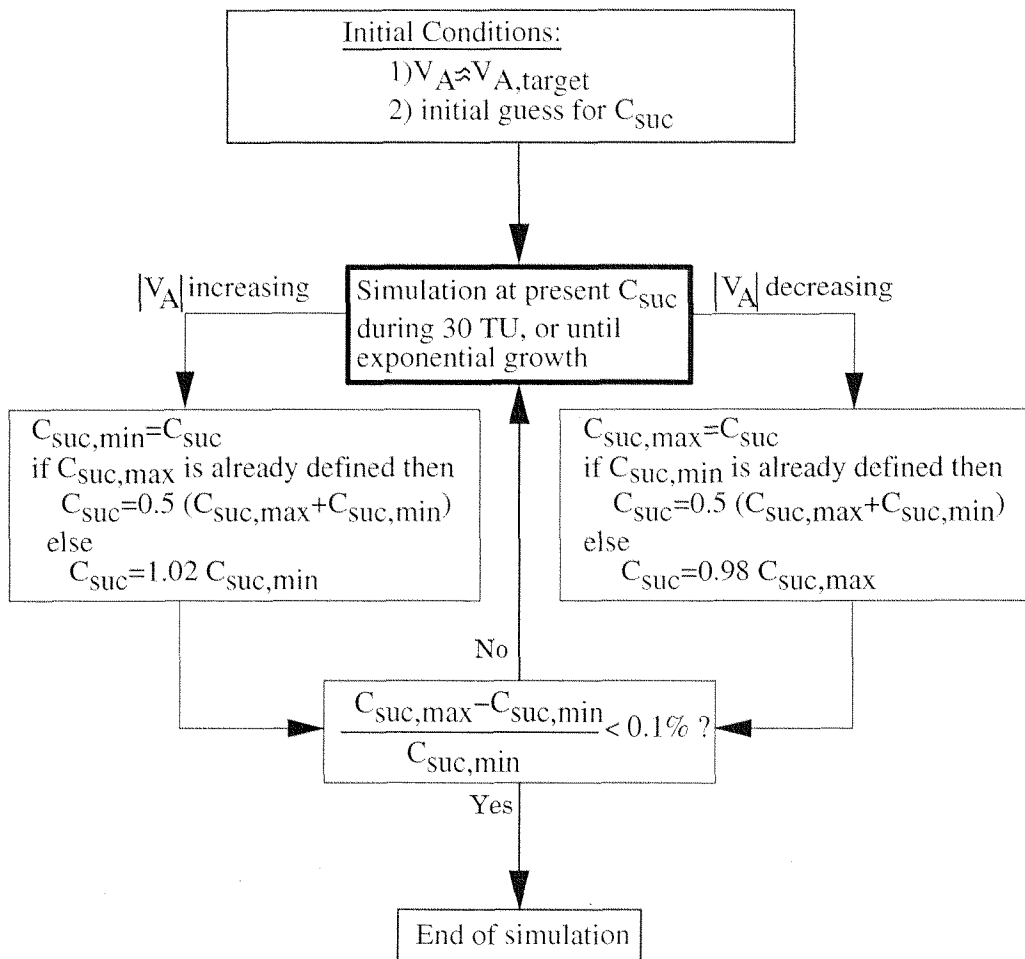 Initial Conditions:
1)V_A≈V_A,target
2) initial guess for C_suc
|V_A| increasing
Simulation at present C_suc
during 30 TU, or until
exponential growth
|V_A| decreasing
C_suc,min=C_suc
if C_suc,max is already defined then
C_suc=0.5 (C_suc,max+C_suc,min)
else
C_suc=1.02 C_suc,min
C_suc,max=C_suc
if C_suc,min is already defined then
C_suc=0.5 (C_suc,max+C_suc,min)
else
C_suc=0.98 C_suc,max
No
C_suc,max−C_suc,min
C_suc,min
< 0.1% ?
Yes
End of simulation